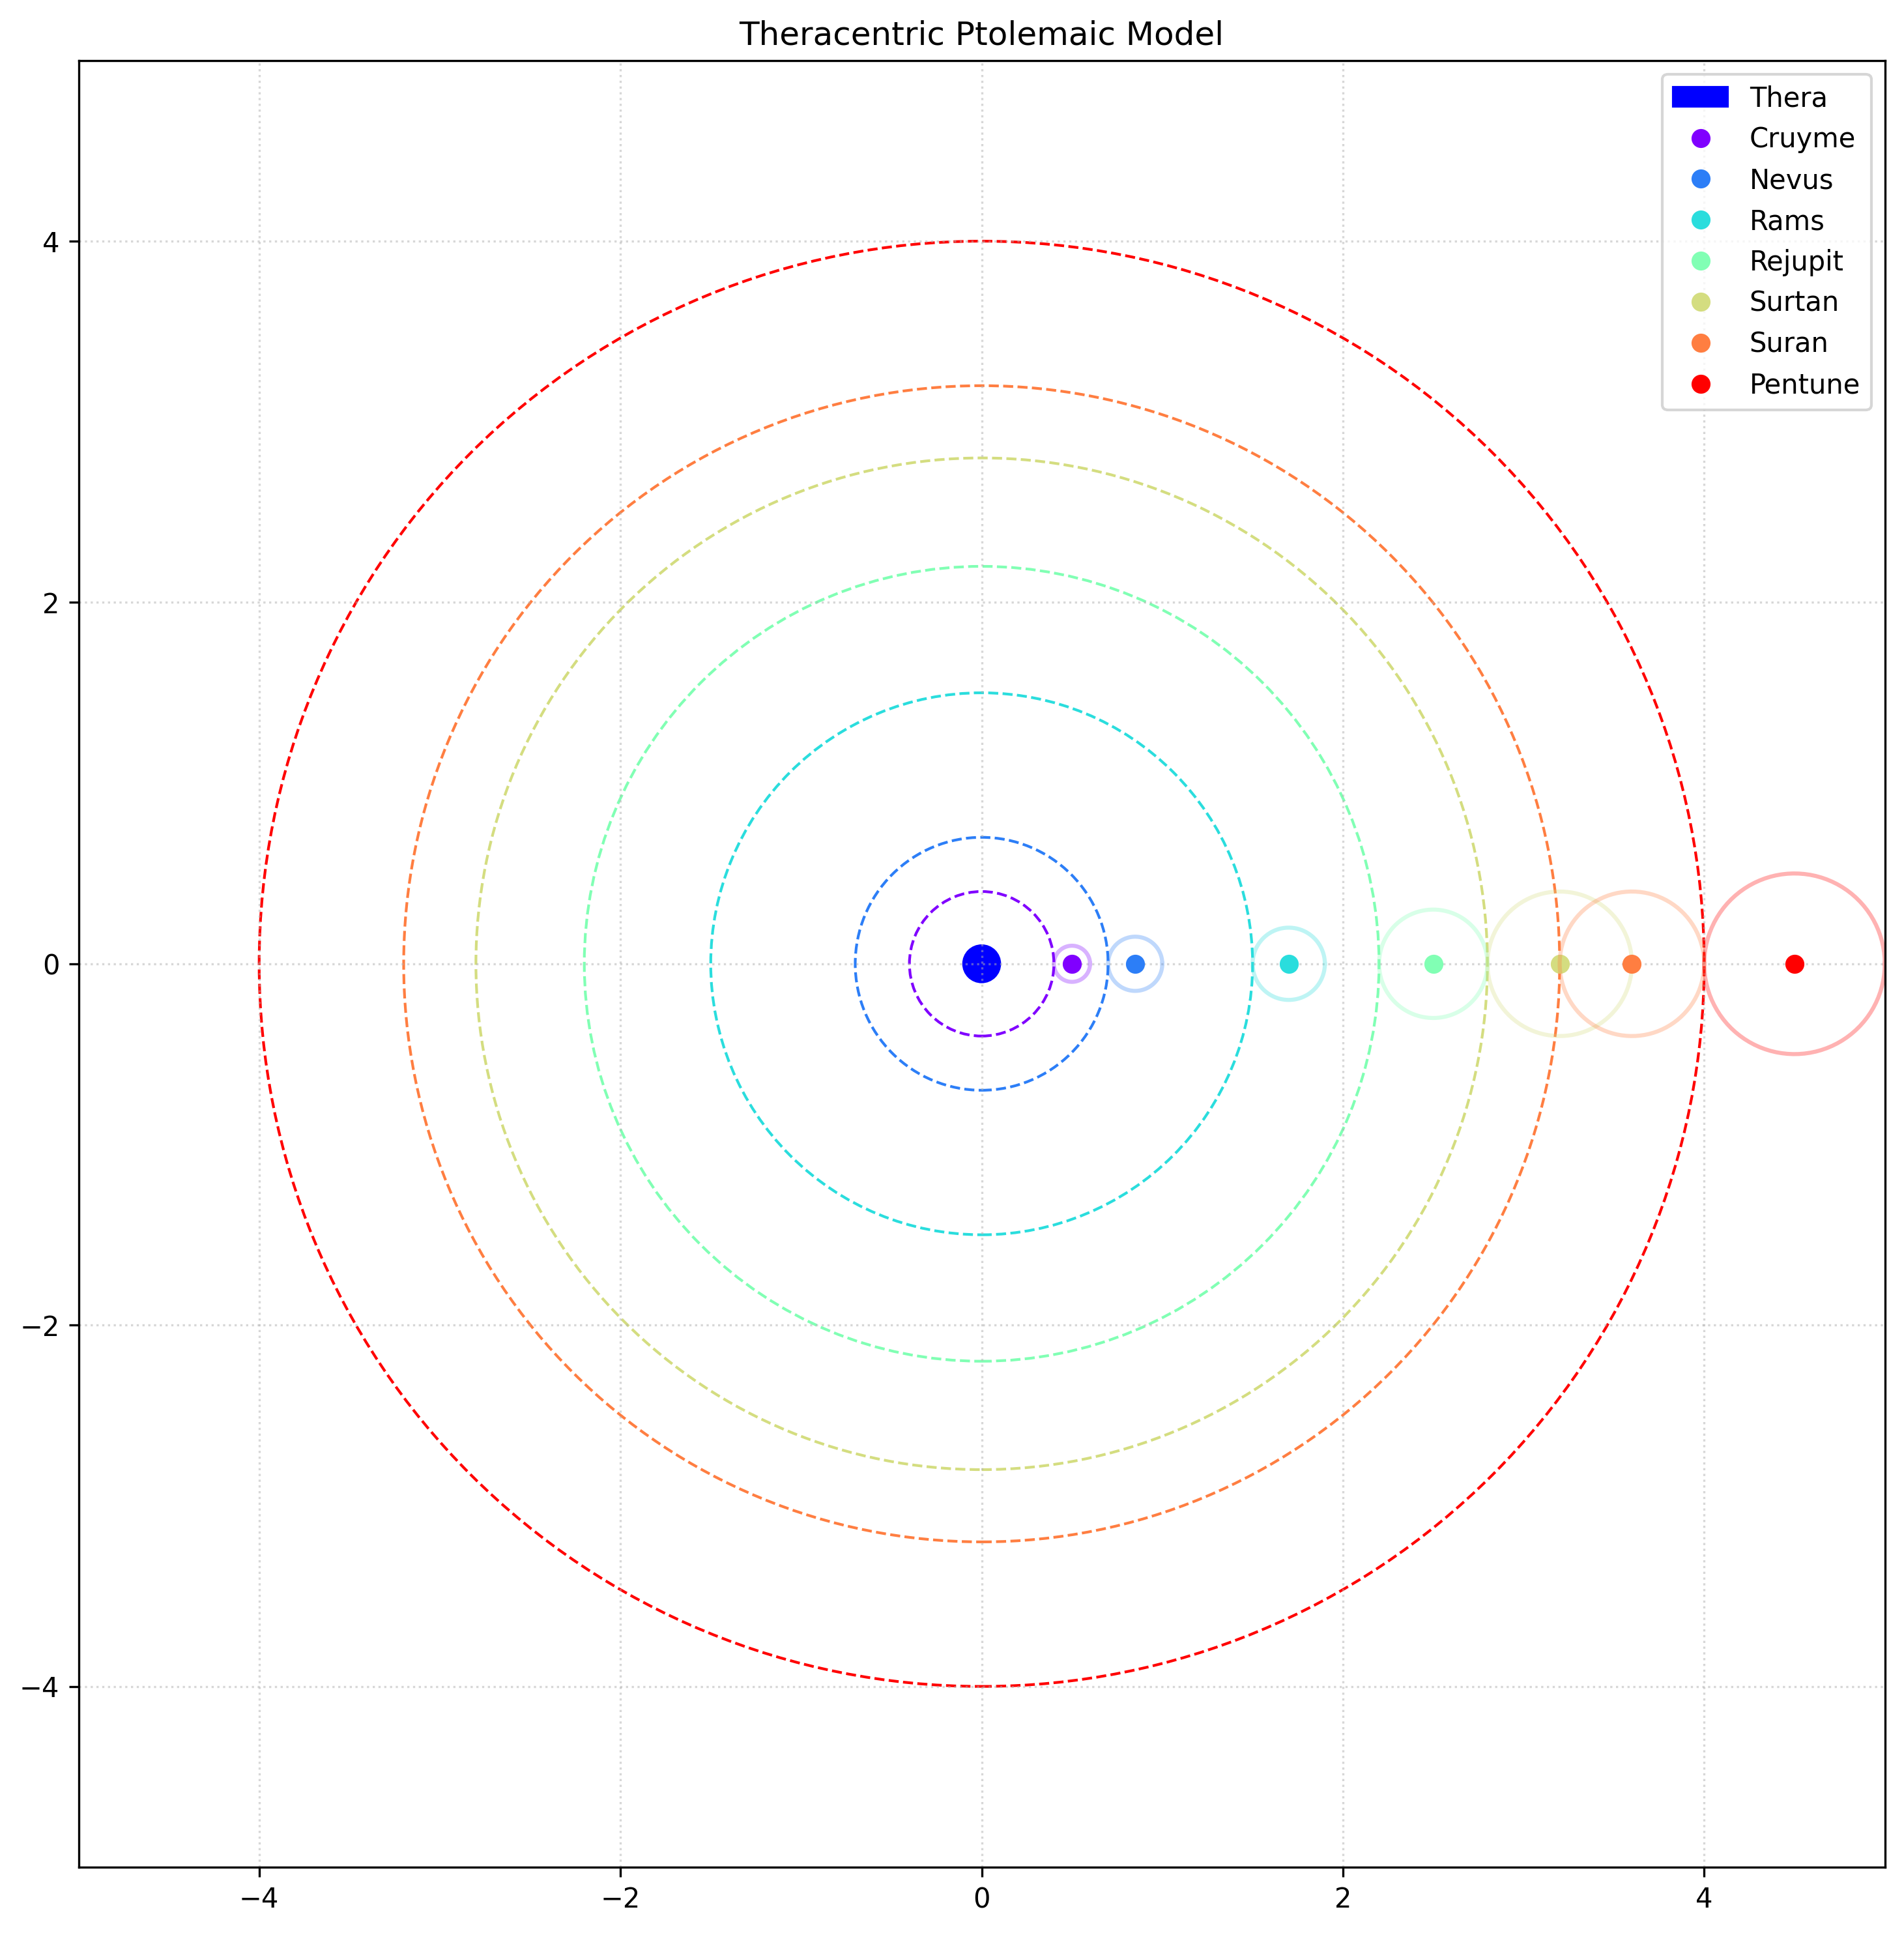 Theracentric Ptolemaic Model
Thera
Cruyme
Nevus
Rams
Rejupit
Surtan
Suran
Pentune
4
2
0
−2
−4
−4
−2
0
2
4